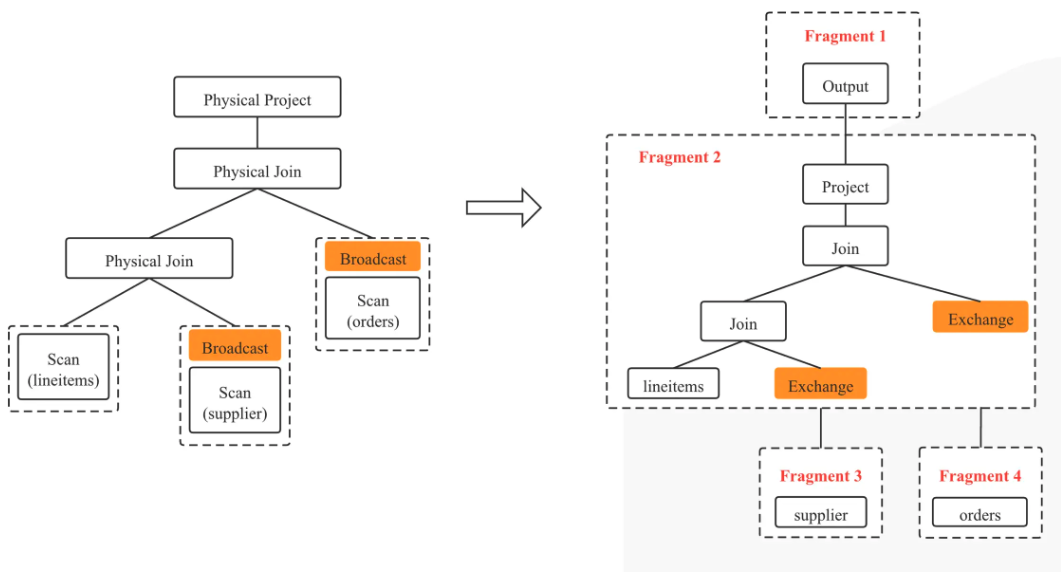 Physical Project
Physical Join
Physical Join
Broadcast
Scan
(orders)
Scan
(lineitems)
Broadcast
Scan
(supplier)
Fragment 1
Output
Fragment 2
Project
Join
Join
Exchange
lineitems
Exchange
Fragment 3
supplier
Fragment 4
orders